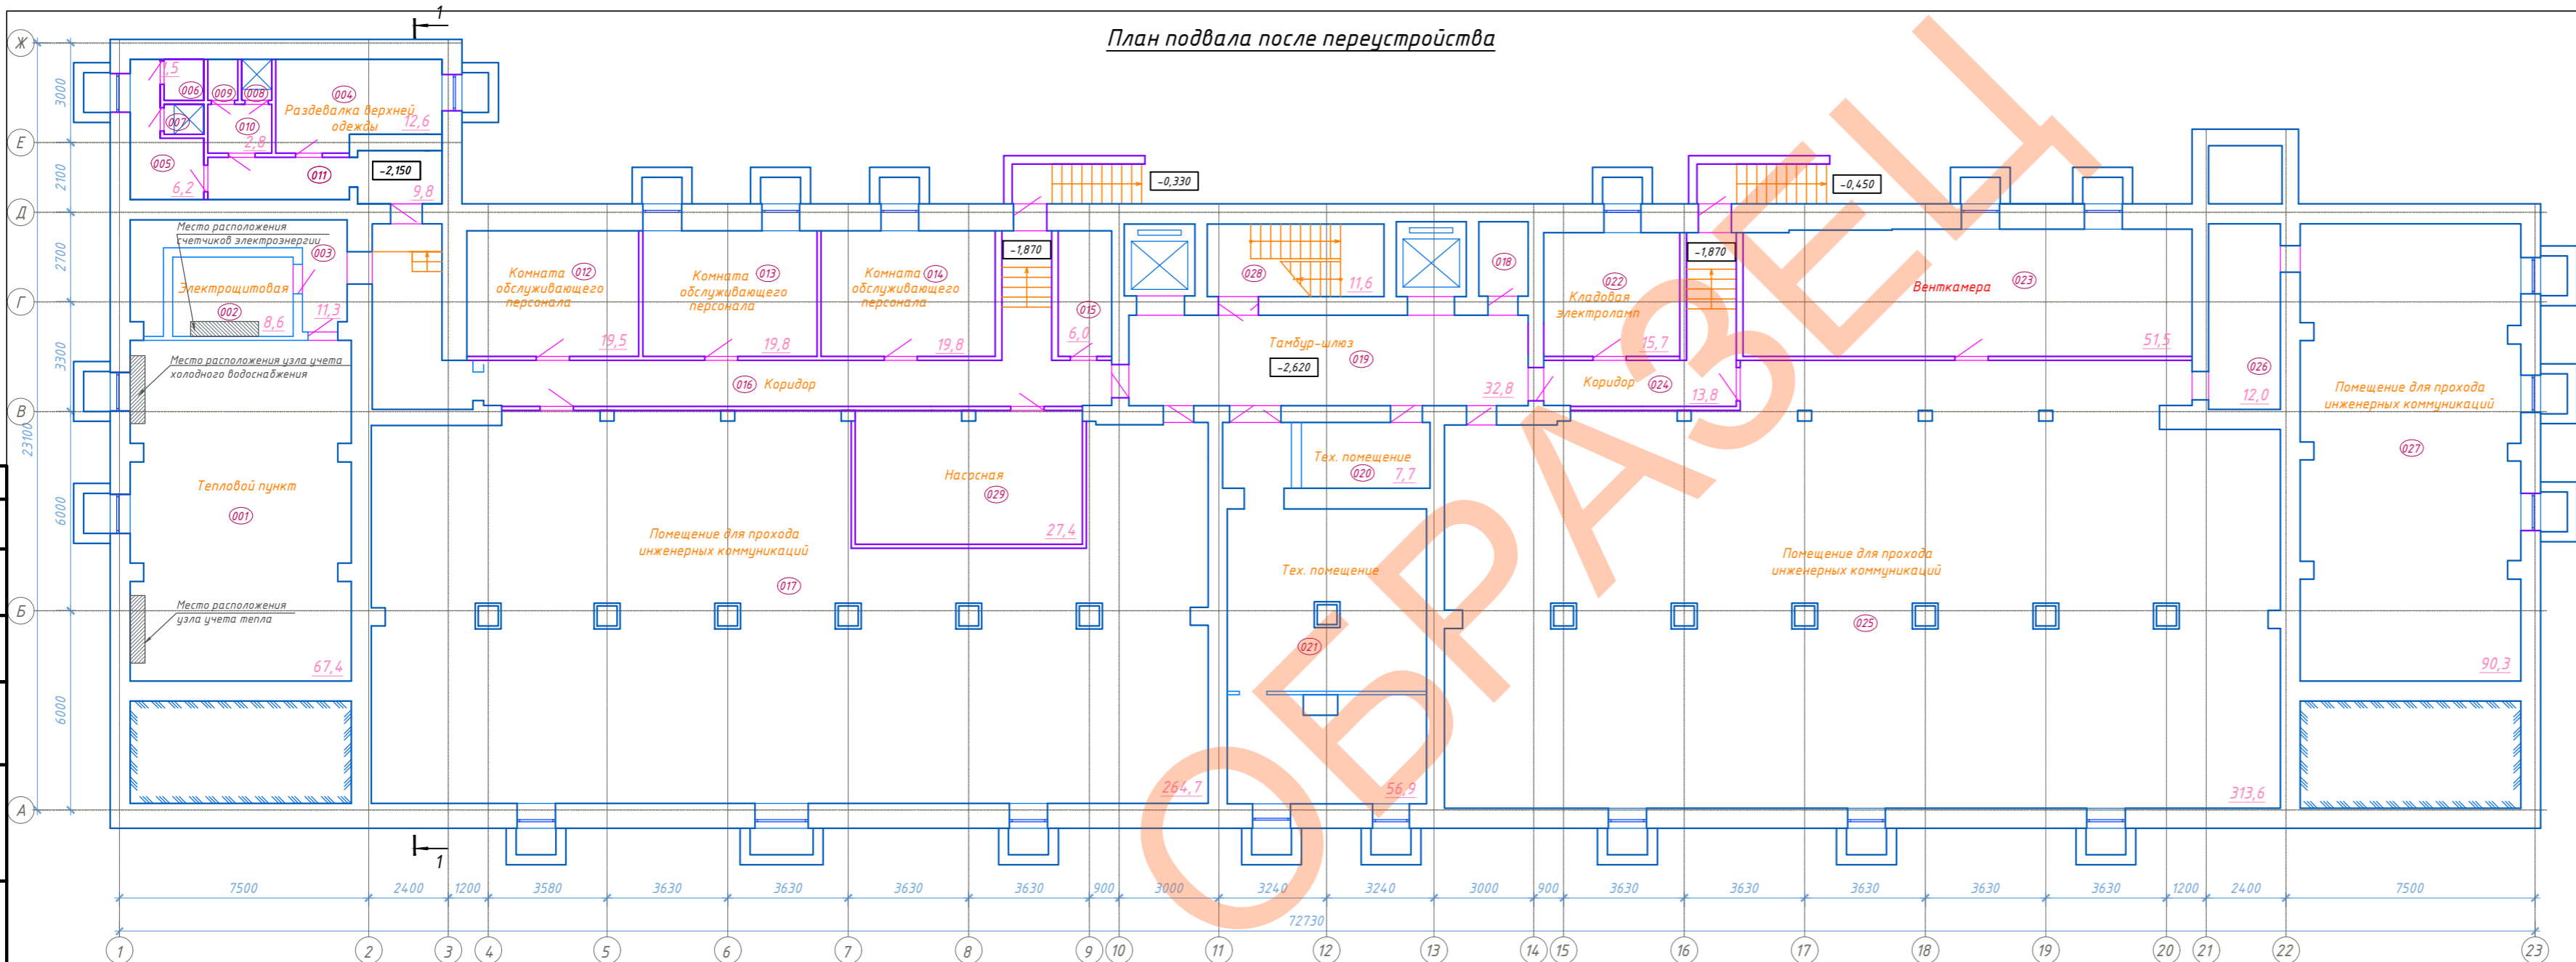 План подвала после переустройства
1
Ж
Е
Д
Г
В
Б
А
3000
2100
2700
3300
6000
6000
23100
006
009
008
004
Раздевалка верхней
одежды
12,6
007
010
2,8
005
6,2
011
-2,150
9,8
Место расположения
счетчиков электроэнергии
003
Электрощитовая
002
8,6
11,3
Место расположения узла учета
холодного водоснабжения
Тепловой пункт
001
Место расположения
узла учета тепла
67,4
Комната 012
обслуживающего
персонала
19,5
Комната 013
обслуживающего
персонала
19,8
Комната 014
обслуживающего
персонала
19,8
-1,870
-0,330
015
6,0
016 Коридор
Насосная
029
27,4
Помещение для прохода
инженерных коммуникаций
017
264,7
028
11,6
018
Тамбур-шлюз
019
-2,620
32,8
Тех. помещение
020
7,7
Тех. помещение
021
56,9
022
Кладовая
электроламп
15,7
-1,870
-0,450
Венткамера
023
51,5
Коридор 024
13,8
026
12,0
Помещение для прохода
инженерных коммуникаций
025
313,6
Помещение для прохода
инженерных коммуникаций
027
90,3
ОБРАЗЕЦ
1
7500 2400 1200 3580 3630 3630 3630 3630 900 3000 3240 3240 3000 900 3630 3630 3630 3630 3630 1200 2400 7500
72730
1 2 3 4 5 6 7 8 9 10 11 12 13 14 15 16 17 18 19 20 21 22 23